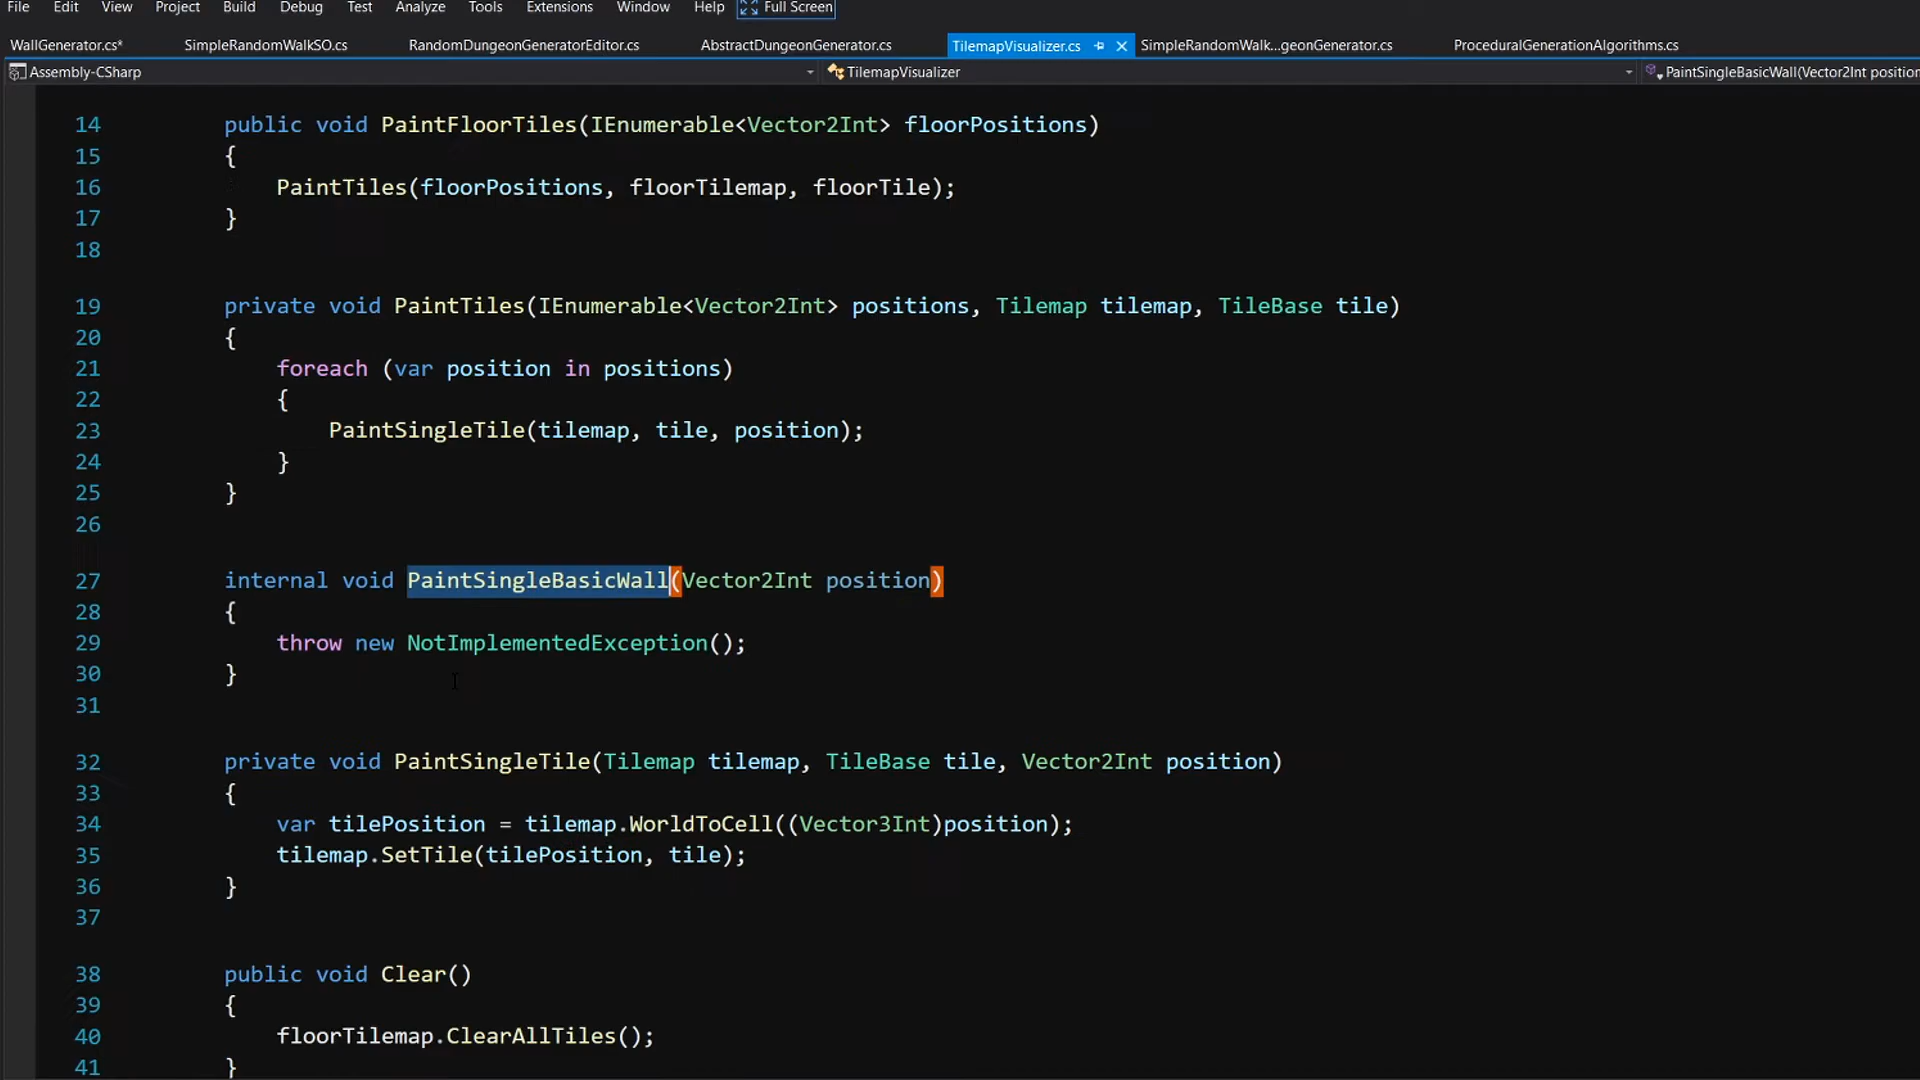 File Edit View Project Build Debug Test Analyze Tools Extensions Window Help Full Screen
WallGenerator.cs* SimpleRandomWalkSO.cs RandomDungeonGeneratorEditor.cs AbstractDungeonGenerator.cs TilemapVisualizer.cs SimpleRandomWalk...geonGenerator.cs ProceduralGenerationAlgorithms.cs
Assembly-CSharp TilemapVisualizer PaintSingleBasicWall(Vector2Int position
14 public void PaintFloorTiles(IEnumerable<Vector2Int> floorPositions)
15 {
16 PaintTiles(floorPositions, floorTilemap, floorTile);
17 }
18
19 private void PaintTiles(IEnumerable<Vector2Int> positions, Tilemap tilemap, TileBase tile)
20 {
21 foreach (var position in positions)
22 {
23 PaintSingleTile(tilemap, tile, position);
24 }
25 }
26
27 internal void PaintSingleBasicWall(Vector2Int position)
28 {
29 throw new NotImplementedException();
30 }
31
32 private void PaintSingleTile(Tilemap tilemap, TileBase tile, Vector2Int position)
33 {
34 var tilePosition = tilemap.WorldToCell((Vector3Int)position);
35 tilemap.SetTile(tilePosition, tile);
36 }
37
38 public void Clear()
39 {
40 floorTilemap.ClearAllTiles();
41 }